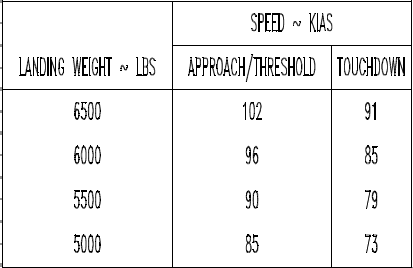 SPEED ~ KIAS
LANDING WEIGHT ~ LBS APPROACH/THRESHOLD TOUCHDOWN
6500 102 91
6000 96 85
5500 90 79
5000 85 73